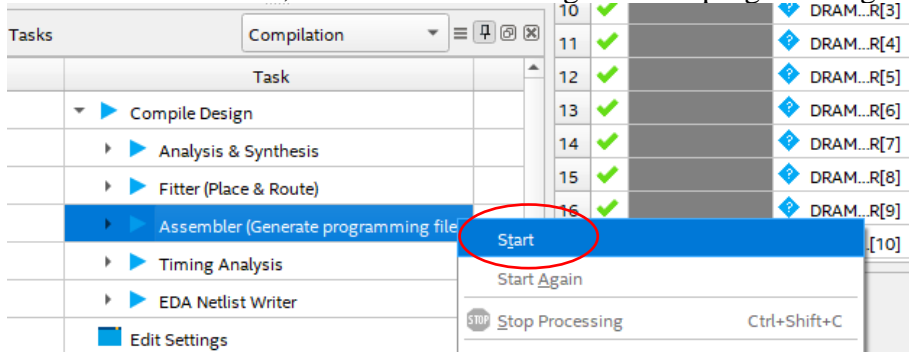 10 DRAM...R[3]
Tasks Compilation
11 DRAM...R[4]
Task
12 DRAM...R[5]
Compile Design
13 DRAM...R[6]
Analysis & Synthesis
14 DRAM...R[7]
Fitter (Place & Route)
15 DRAM...R[8]
Assembler (Generate programming file
16 DRAM...R[9]
Start
.[10]
Timing Analysis
Start Again
EDA Netlist Writer
STOP Stop Processing Ctrl+Shift+C
Edit Settings